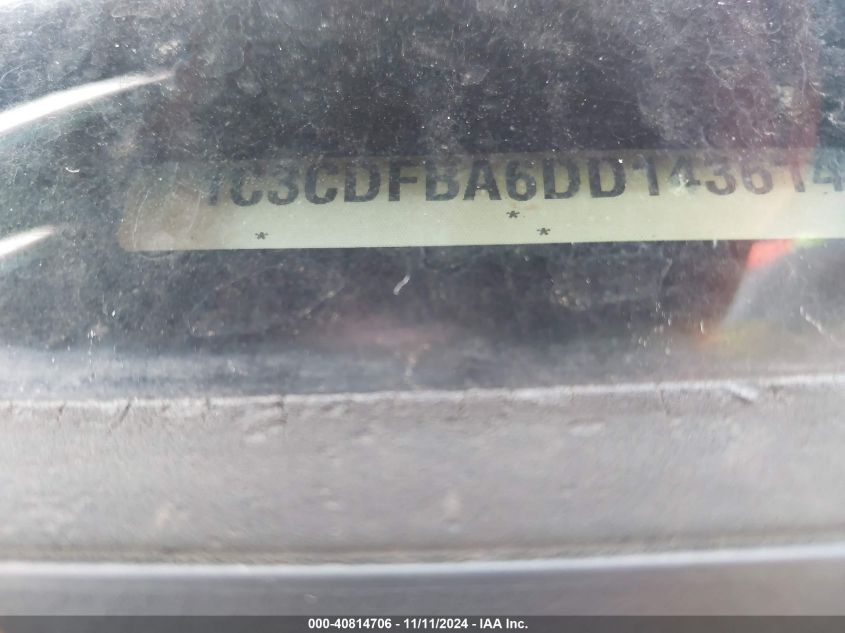 1C3CDFBA6DD143614
* *
*
000-40814706 - 11/11/2024 - IAA Inc.